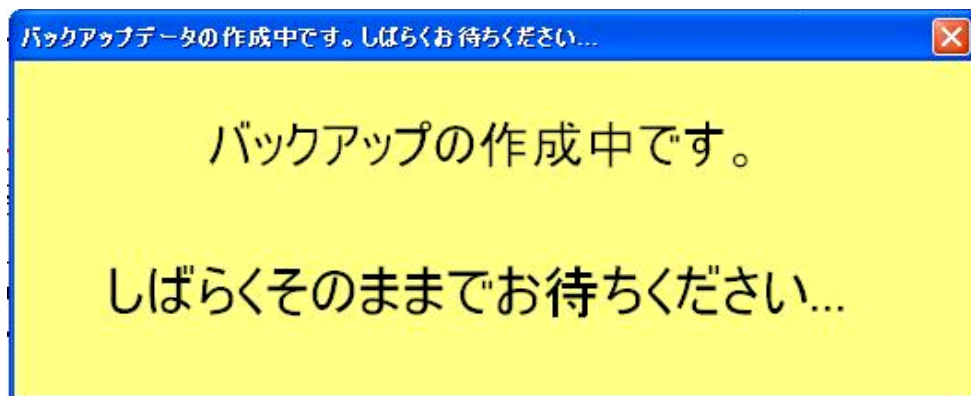 バックアップデータの作成中です。しばらくお待ちください...
バックアップの作成中です。
しばらくそのままでお待ちください...